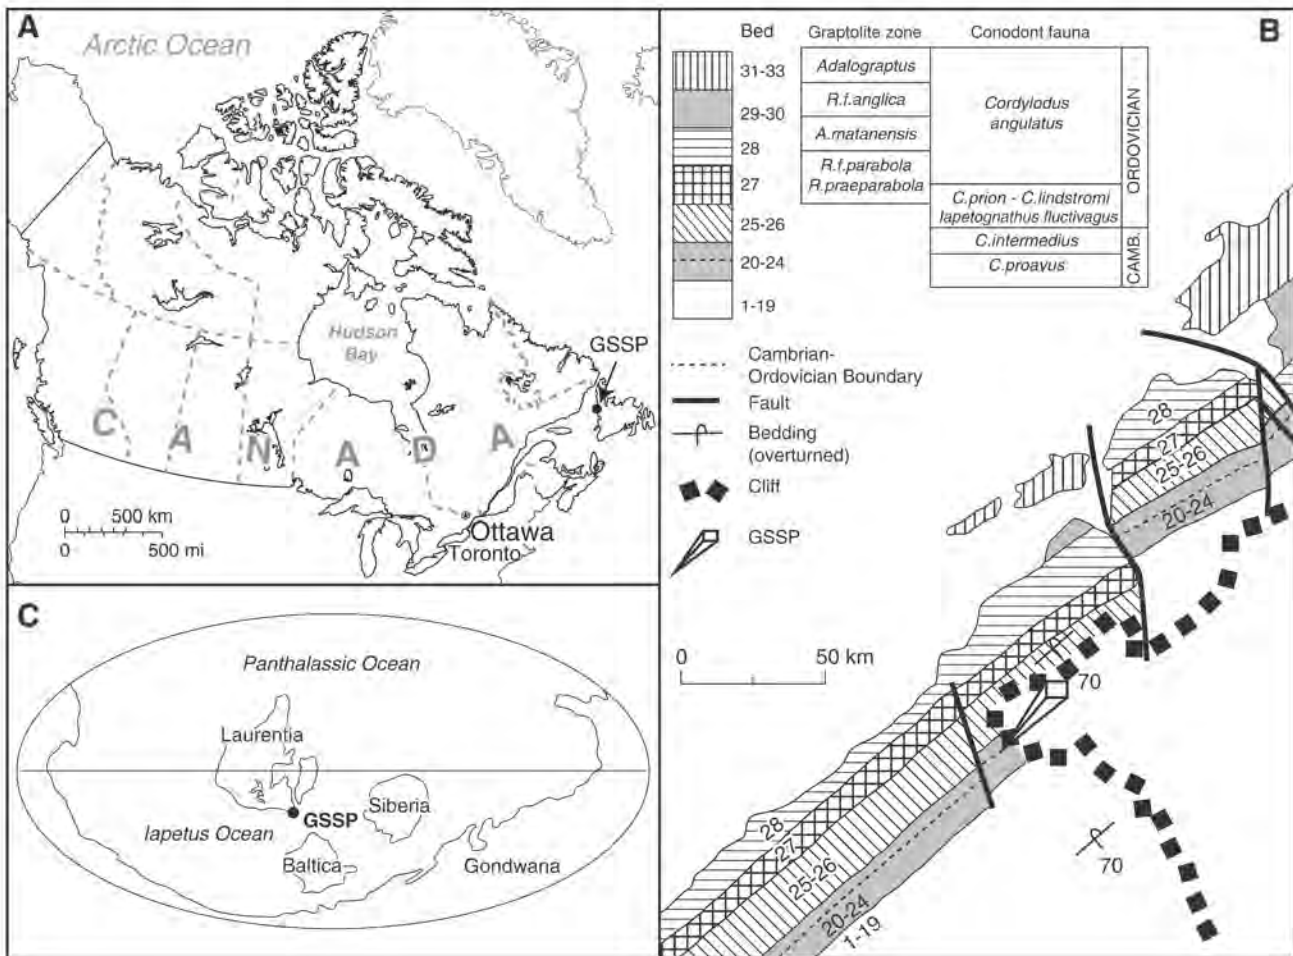 A
Arctic Ocean
Hudson
Bay
GSSP
C A N A D A
0 500 km
0 500 mi
Ottawa
Toronto
B
Bed
Graptolite zone
Conodont fauna
31-33
29-30
28
27
25-26
20-24
1-19
Adalograptus
R.f.anglica
A.matanensis
R.f.parabola
R.praeparabola
Cordylodus
angulatus
C.prion - C.lindstromi
Iapetognathus fluctivagus
C.intermedius
C.proavus
ORDOVICIAN
CAMB.
Cambrian-
Ordovician Boundary
Fault
Bedding
(overturned)
Cliff
GSSP
0 50 km
28
27
25-26
20-24
70
28
27
25-26
20-24
1-19
70
C
Panthalassic Ocean
Laurentia
GSSP
Siberia
Iapetus Ocean
Baltica
Gondwana